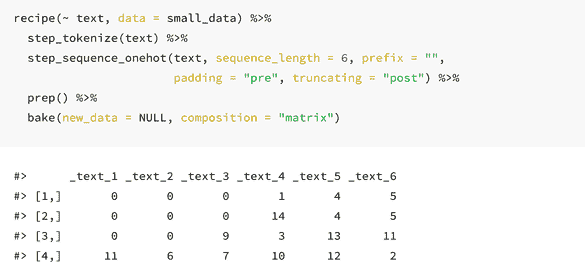 recipe(~ text, data = small_data) %>%
  step_tokenize(text) %>%
  step_sequence_onehot(text, sequence_length = 6, prefix = "",
                       padding = "pre", truncating = "post") %>%
  prep() %>%
  bake(new_data = NULL, composition = "matrix")
#>      _text_1 _text_2 _text_3 _text_4 _text_5 _text_6
#> [1,]       0       0       0       1       4       5
#> [2,]       0       0       0      14       4       5
#> [3,]       0       0       9       3      13      11
#> [4,]      11       6       7      10      12       2